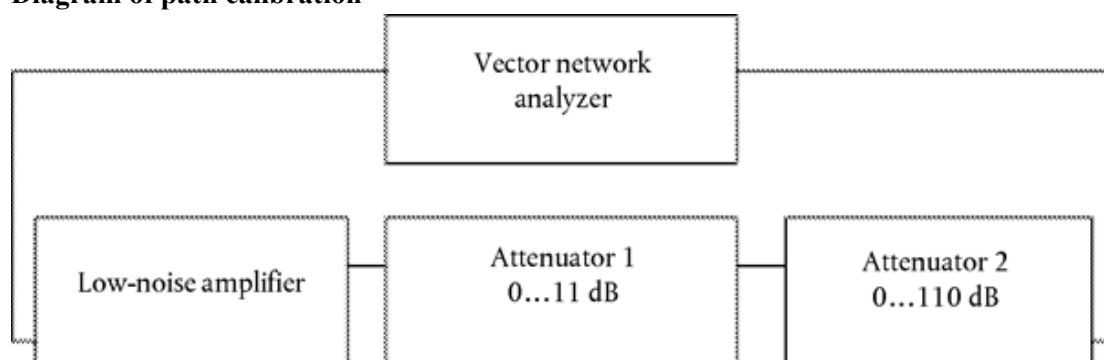 Diagram of path calibration
Vector network
analyzer
Low-noise amplifier
Attenuator 1
0...11 dB
Attenuator 2
0...110 dB